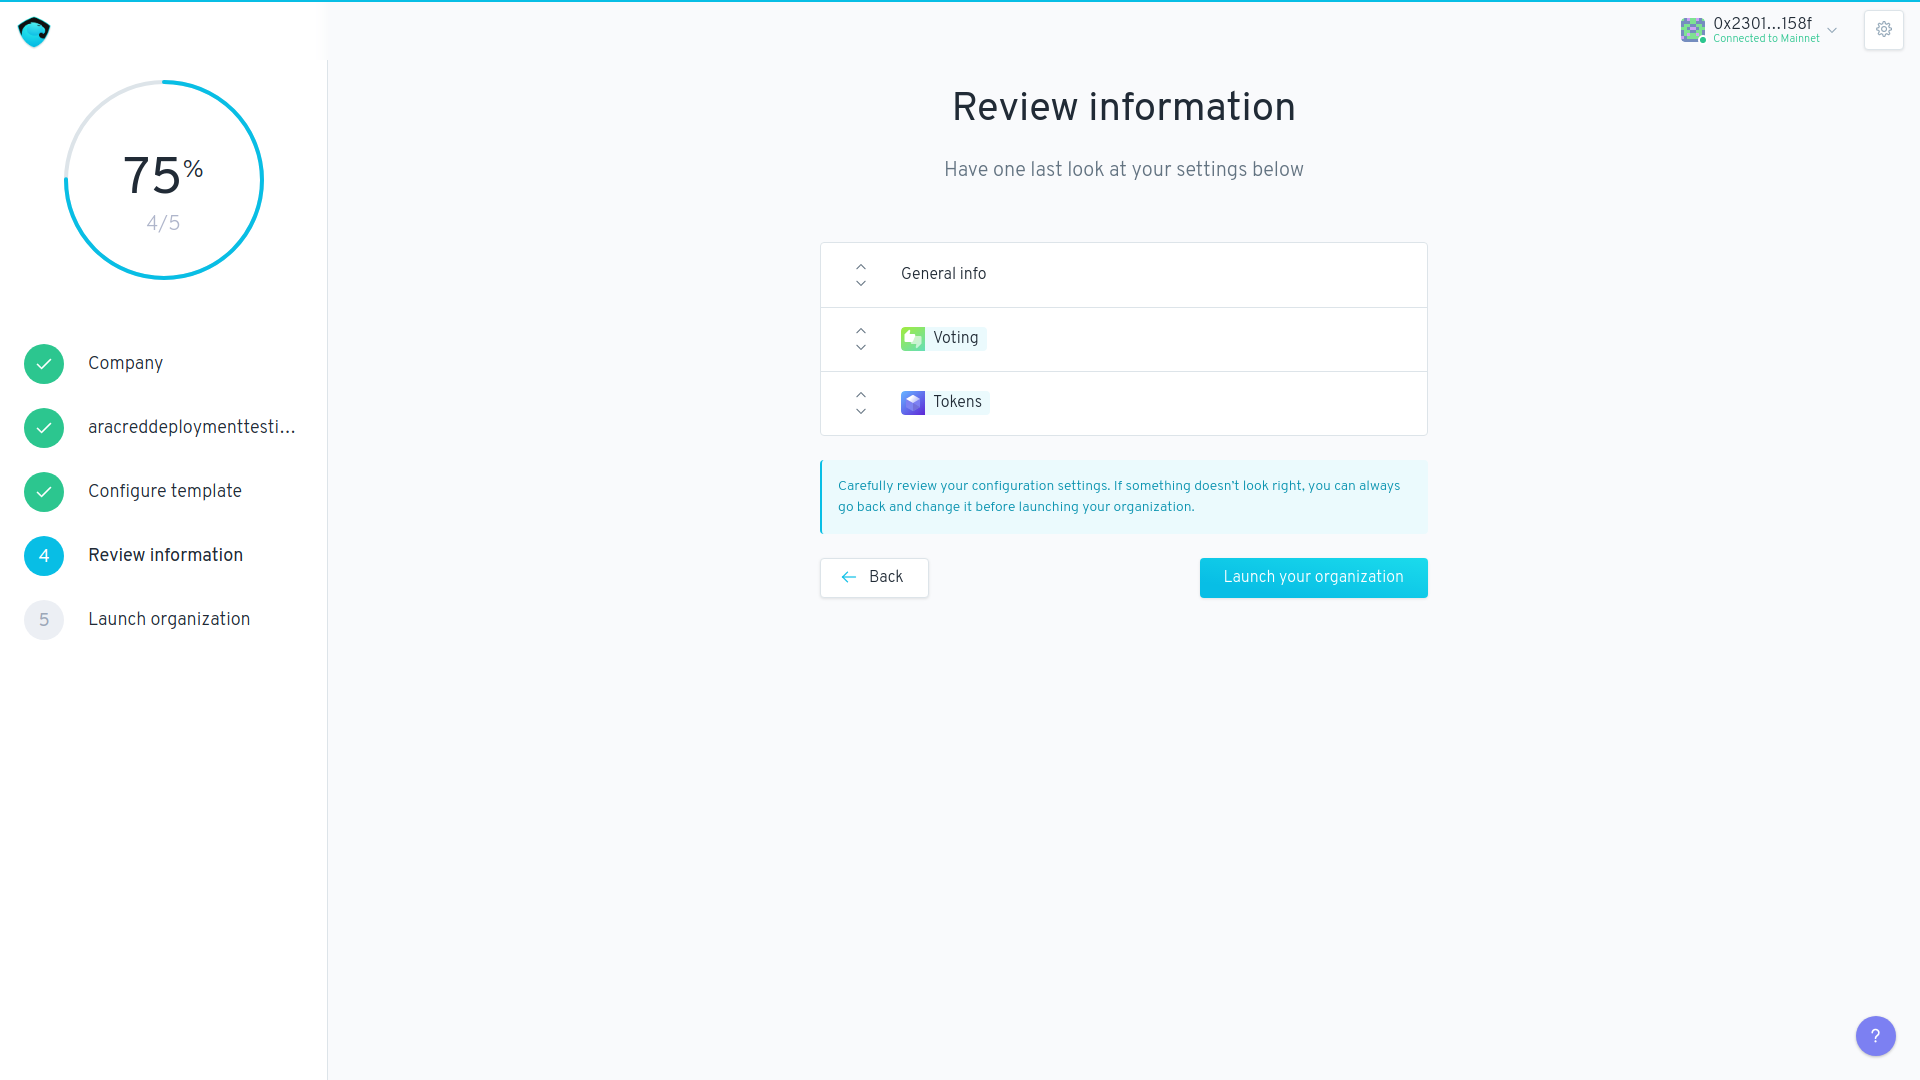 0x2301...158f
Connected to Mainnet
75%
4/5
Company
aracreddeploymenttesti...
Configure template
4
Review information
5
Launch organization
Review information
Have one last look at your settings below
General info
Voting
Tokens
Carefully review your configuration settings. If something doesn't look right, you can always
go back and change it before launching your organization.
Back
Launch your organization
?